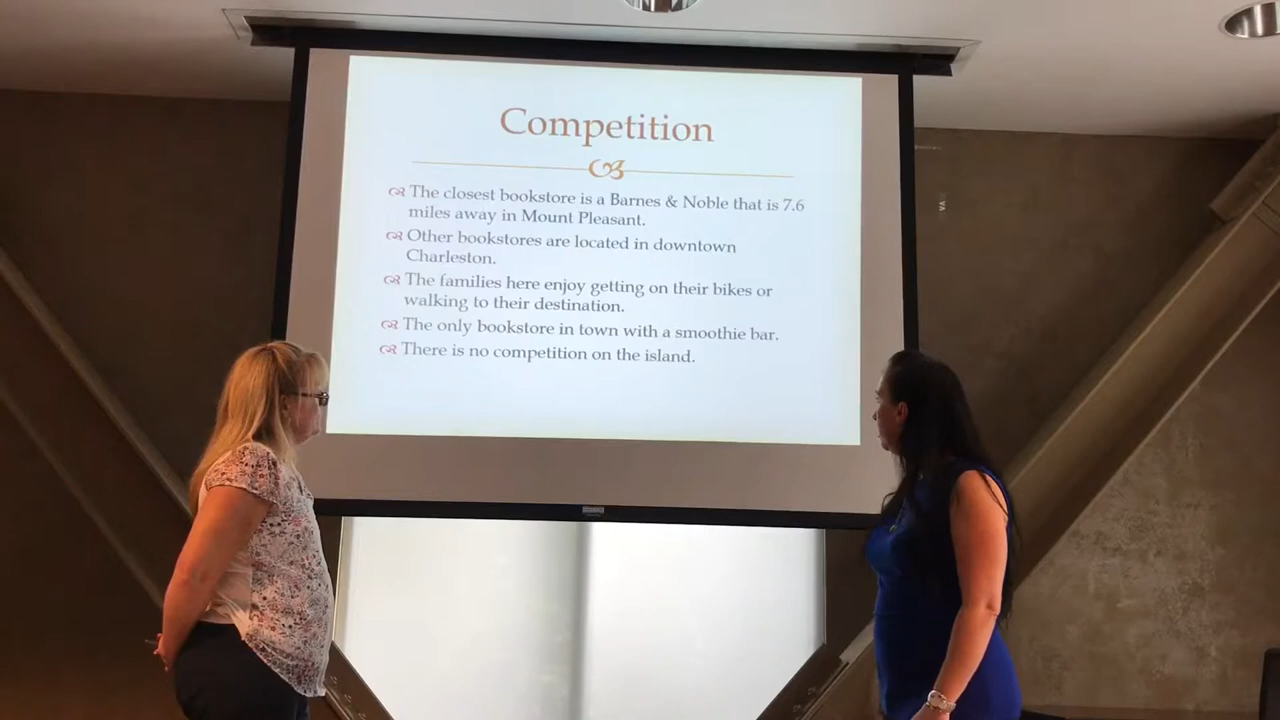 Competition
The closest bookstore is a Barnes & Noble that is 7.6
miles away in Mount Pleasant.
Other bookstores are located in downtown
Charleston.
The families here enjoy getting on their bikes or
walking to their destination.
The only bookstore in town with a smoothie bar.
There is no competition on the island.